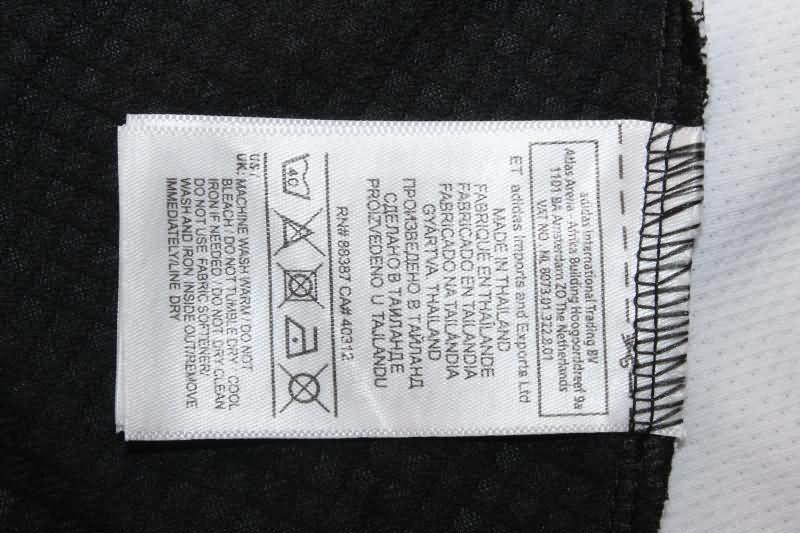 adidas International Trading BV
Atlas Arena - Afrika Building Hoogoorddreef 9a
1101 BA Amsterdam ZO The Netherlands
VAT NO.: NL 8073.01.322.B.01
ET adidas Imports and Exports Ltd
MADE IN THAILAND
FABRIQUE EN THAÏLANDE
FABRICADO EN TAILANDIA
FABRICADO NA TAILÂNDIA
GYÁRTVA, THAILAND
ПРОИЗВЕДЕНО В ТАЙЛАНД
СДЕЛАНО В ТАИЛАНДЕ
PROIZVEDENO U TAJLANDU
RN# 88387 CA# 40312
40
US /
UK: MACHINE WASH WARM / DO NOT
BLEACH / DO NOT TUMBLE DRY / COOL
IRON IF NEEDED / DO NOT DRY CLEAN
DO NOT USE FABRIC SOFTENER/
WASH AND IRON INSIDE OUT/REMOVE
IMMEDIATELY/LINE DRY